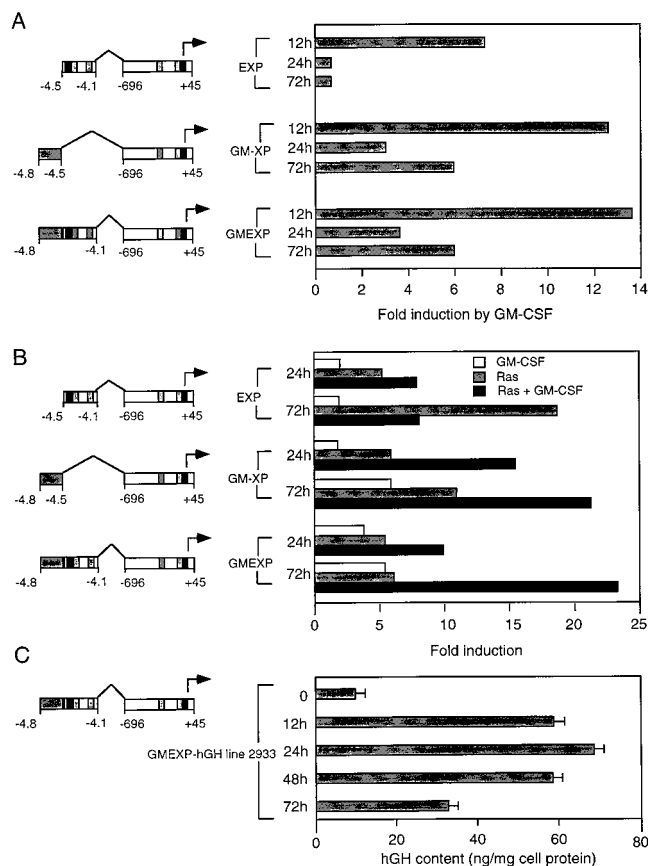 A
EXP
12h
24h
72h
-4.5 -4.1 -696 +45
GM-XP
12h
24h
72h
-4.8 -4.5 -696 +45
GMEXP
12h
24h
72h
-4.8 -4.1 -696 +45
0 2 4 6 8 10 12 14
Fold induction by GM-CSF
B
GM-CSF
Ras
Ras + GM-CSF
EXP
24h
72h
-4.5 -4.1 -696 +45
GM-XP
24h
72h
-4.8 -4.5 -696 +45
GMEXP
24h
72h
-4.8 -4.1 -696 +45
0 5 10 15 20 25
Fold induction
C
-4.8 -4.1 -696 +45
GMEXP-hGH line 2933
0
12h
24h
48h
72h
0 20 40 60 80
hGH content (ng/mg cell protein)